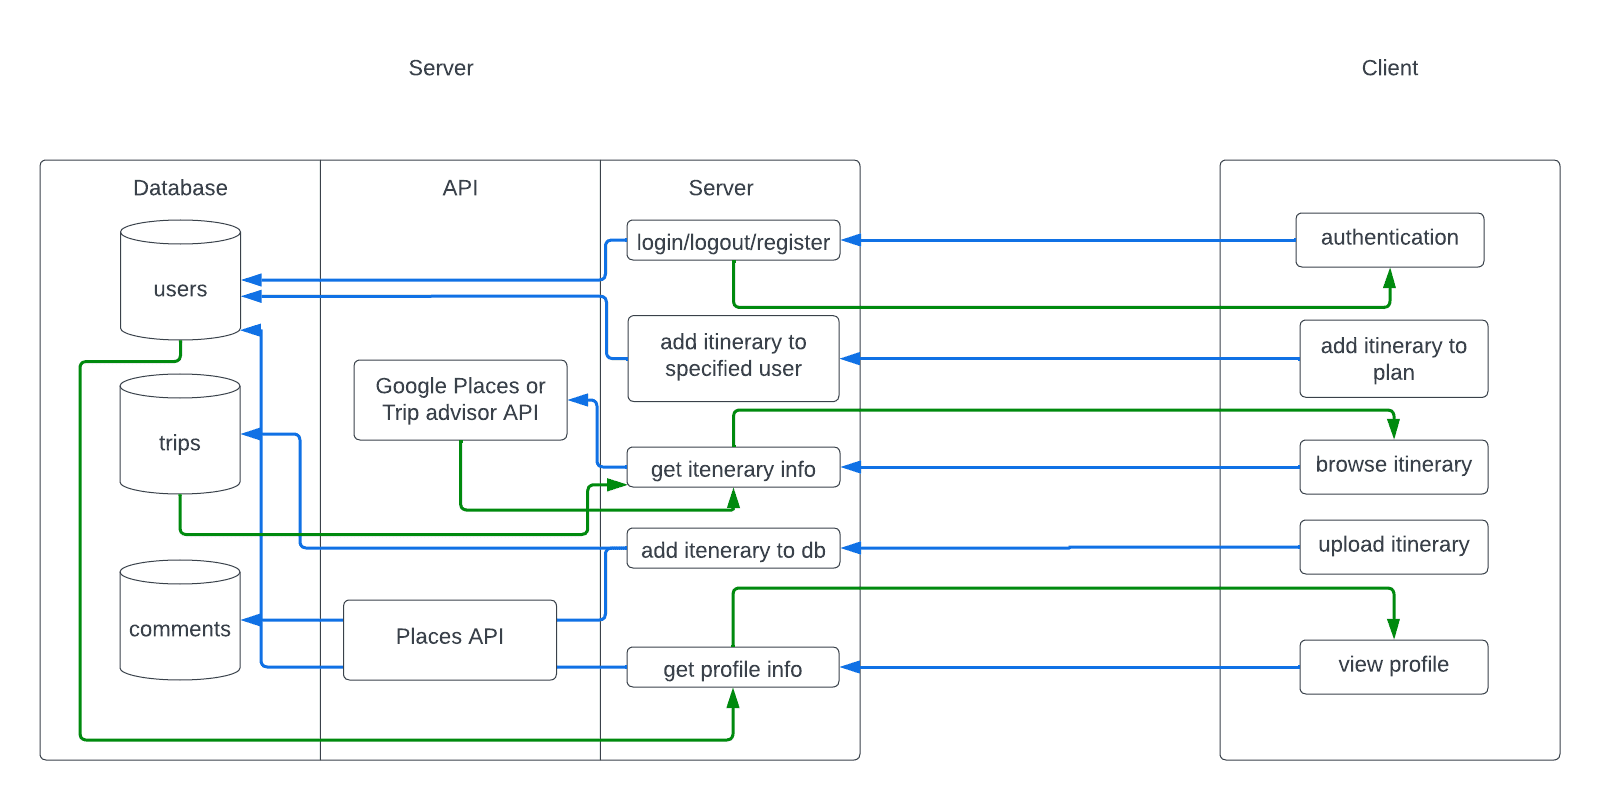 Server
Client
Database
API
Server
login/logout/register
authentication
users
add itinerary to
specified user
add itinerary to
plan
Google Places or
Trip advisor API
trips
get itenerary info
browse itinerary
add itenerary to db
upload itinerary
comments
Places API
get profile info
view profile